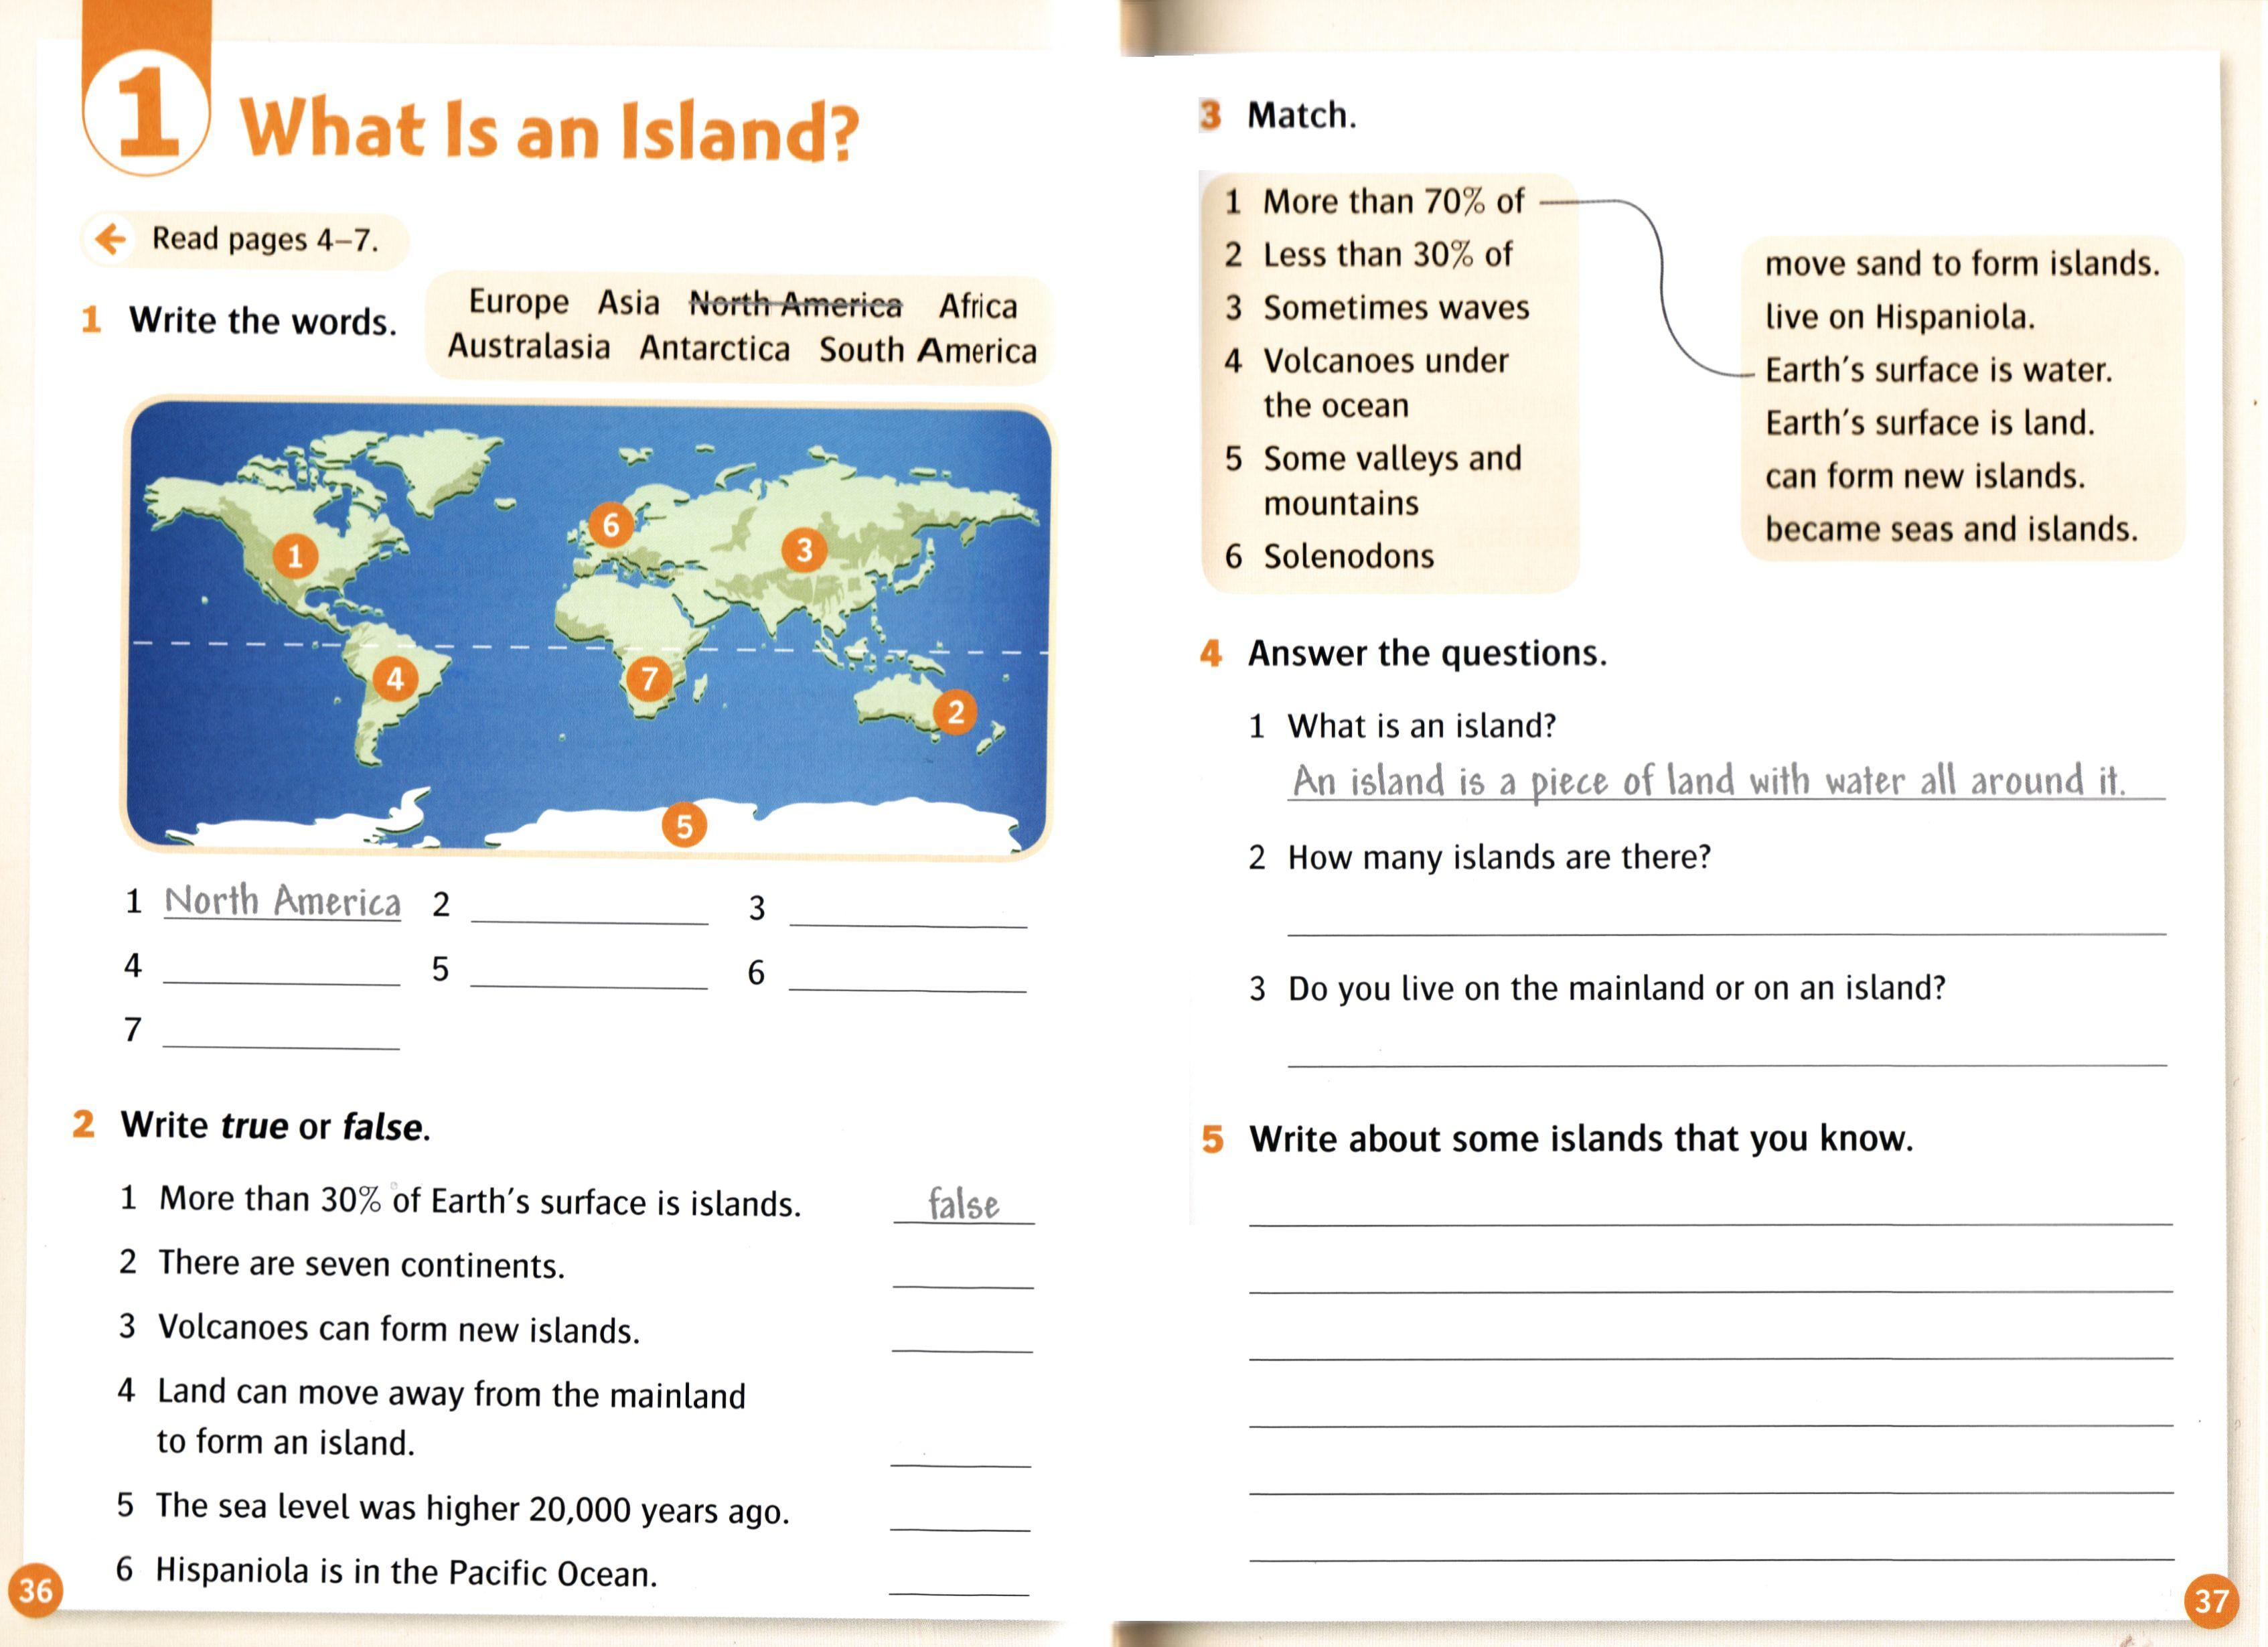 1
What Is an Island?
Read pages 4–7.
1 Write the words.
Europe Asia North America Africa
Australasia Antarctica South America
1
2
3
4
5
6
7
1 North America 2 3
4 5 6
7
2 Write true or false.
1 More than 30% of Earth's surface is islands. false
2 There are seven continents.
3 Volcanoes can form new islands.
4 Land can move away from the mainland
to form an island.
5 The sea level was higher 20,000 years ago.
6 Hispaniola is in the Pacific Ocean.
36
3 Match.
1 More than 70% of
2 Less than 30% of
3 Sometimes waves
4 Volcanoes under
the ocean
5 Some valleys and
mountains
6 Solenodons
move sand to form islands.
live on Hispaniola.
Earth's surface is water.
Earth's surface is land.
can form new islands.
became seas and islands.
4 Answer the questions.
1 What is an island?
An island is a piece of land with water all around it.
2 How many islands are there?
3 Do you live on the mainland or on an island?
5 Write about some islands that you know.
37